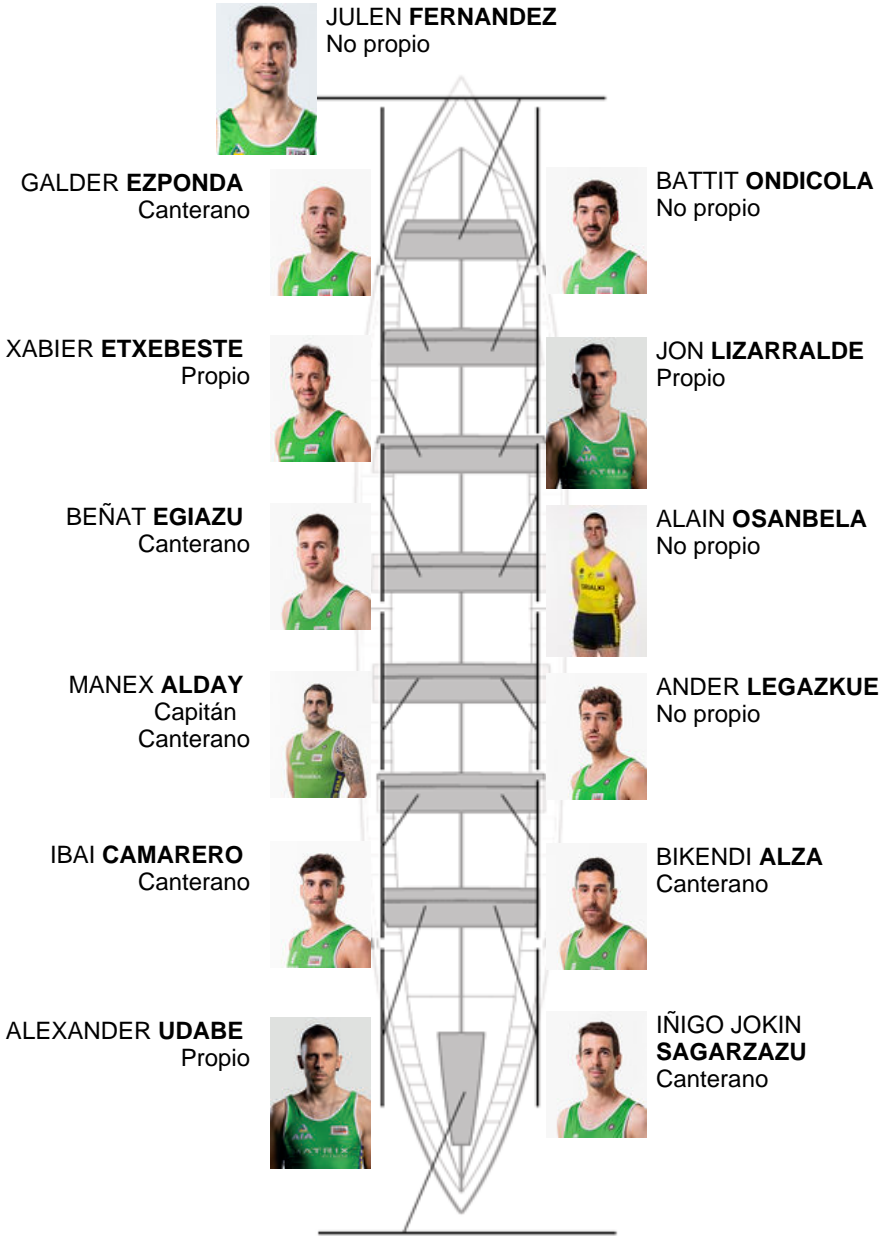 JULEN FERNANDEZ
No propio
GALDER EZPONDA
Canterano
BATTIT ONDICOLA
No propio
XABIER ETXEBESTE
Propio
JON LIZARRALDE
Propio
BEÑAT EGIAZU
Canterano
ALAIN OSANBELA
No propio
MANEX ALDAY
Capitán
Canterano
ANDER LEGAZKUE
No propio
IBAI CAMARERO
Canterano
BIKENDI ALZA
Canterano
ALEXANDER UDABE
Propio
IÑIGO JOKIN
SAGARZAZU
Canterano